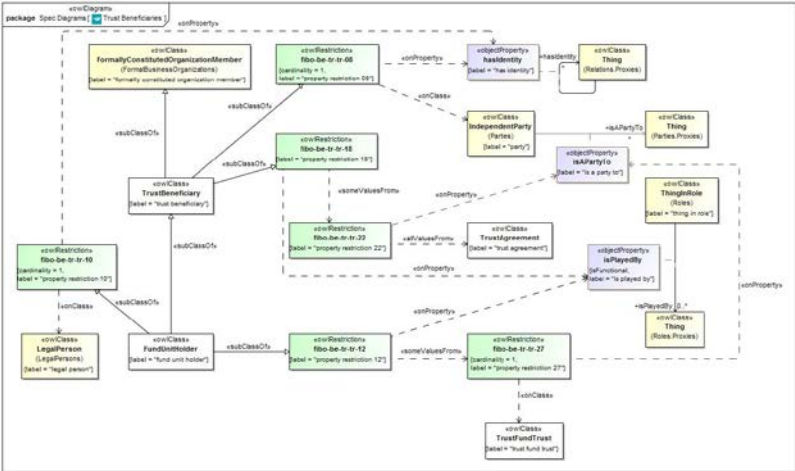 «owlDiagram»
package Spec Diagrams [ Trust Beneficiaries ]
«onProperty»
«owlClass»
FormallyConstitutedOrganizationMember
(FormalBusinessOrganizations)
[label = "formally constituted organization member"]
«owlRestriction»
fibo-be-tr-tr-08
[cardinality = 1,
label = "property restriction 08"]
«onProperty»
«objectProperty»
hasIdentity
[label = "has identity"]
+hasIdentity
«owlClass»
Thing
(Relations.Proxies)
«onClass»
«subClassOf»
«subClassOf»
«owlClass»
IndependentParty
(Parties)
[label = "party"]
+isAPartyTo
«owlClass»
Thing
(Parties.Proxies)
«owlRestriction»
fibo-be-tr-tr-18
[label = "property restriction 18"]
«subClassOf»
«objectProperty»
isAPartyTo
[label = "is a party to"]
«owlClass»
TrustBeneficiary
[label = "trust beneficiary"]
«someValuesFrom»
«onProperty»
«owlClass»
ThingInRole
(Roles)
[label = "thing in role"]
«owlRestriction»
fibo-be-tr-tr-22
[label = "property restriction 22"]
«allValuesFrom»
«owlClass»
TrustAgreement
[label = "trust agreement"]
«owlRestriction»
fibo-be-tr-tr-10
[cardinality = 1,
label = "property restriction 10"]
«subClassOf»
«onProperty»
«objectProperty»
isPlayedBy
[isFunctional,
label = "is played by"]
«onProperty»
«onClass»
«subClassOf»
«onProperty»
+isPlayedBy 0..*
«owlClass»
Thing
(Roles.Proxies)
«owlClass»
LegalPerson
(LegalPersons)
[label = "legal person"]
«owlClass»
FundUnitHolder
[label = "fund unit holder"]
«subClassOf»
«owlRestriction»
fibo-be-tr-tr-12
[label = "property restriction 12"]
«someValuesFrom»
«owlRestriction»
fibo-be-tr-tr-27
[cardinality = 1,
label = "property restriction 27"]
«onClass»
«owlClass»
TrustFundTrust
[label = "trust fund trust"]